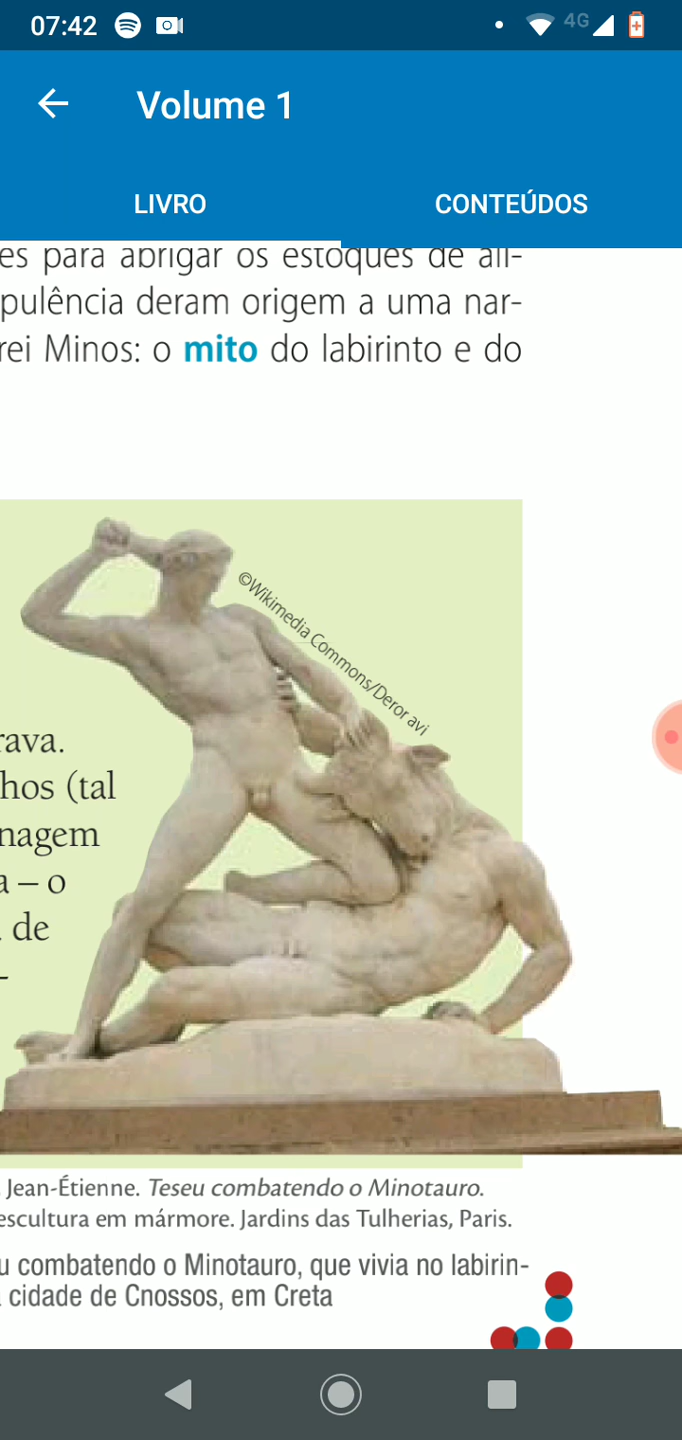 07:42
4G
Volume 1
LIVRO
CONTEÚDOS
es para abrigar os estoques de ali-
pulência deram origem a uma nar-
rei Minos: o mito do labirinto e do
©Wikimedia Commons/Deror avi
rava.
hos (tal
nagem
a – o
de
-
Jean-Étienne. Teseu combatendo o Minotauro.
escultura em mármore. Jardins das Tulherias, Paris.
u combatendo o Minotauro, que vivia no labirin-
cidade de Cnossos, em Creta